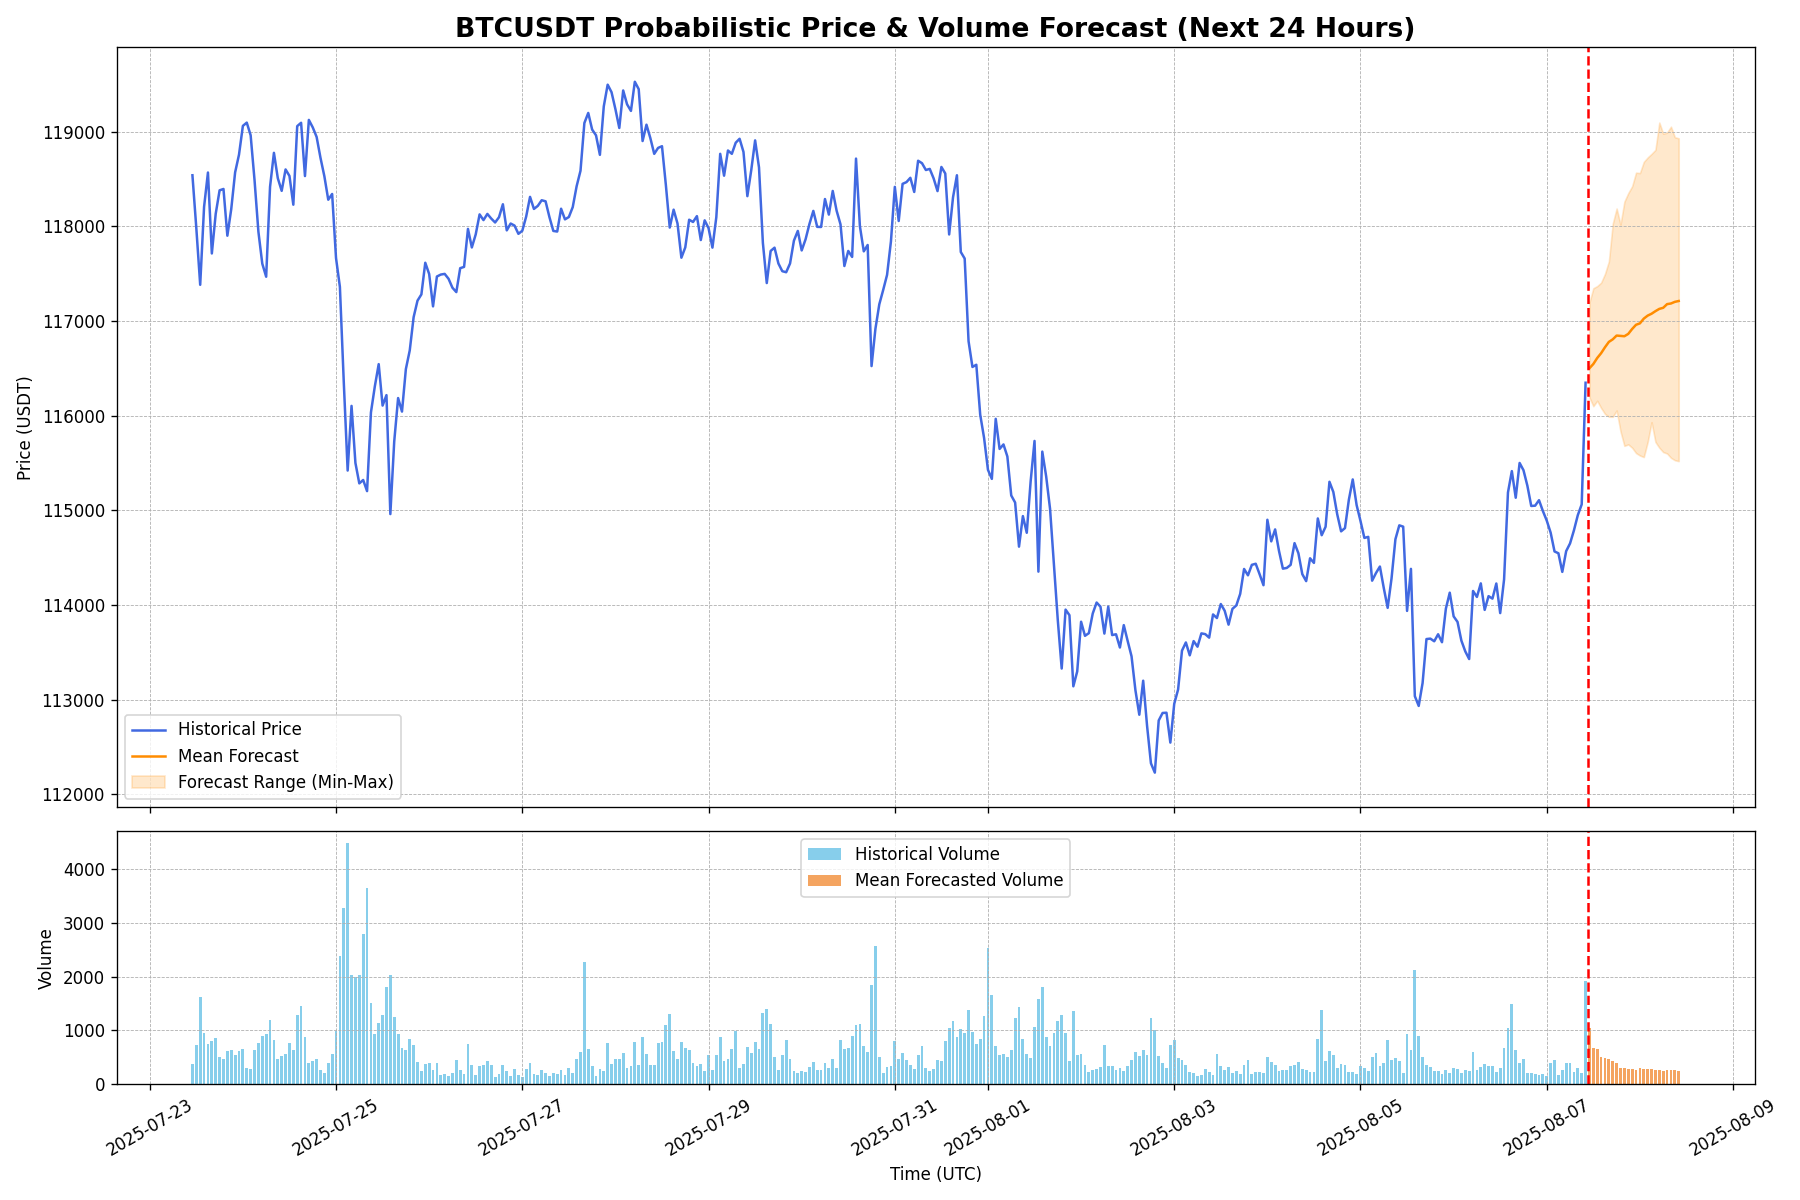 BTCUSDT Probabilistic Price & Volume Forecast (Next 24 Hours)
119000
118000
117000
116000
115000
114000
113000
112000
Price (USDT)
Historical Price
Mean Forecast
Forecast Range (Min-Max)
4000
3000
2000
1000
0
Volume
Historical Volume
Mean Forecasted Volume
2025-07-23
2025-07-25
2025-07-27
2025-07-29
2025-07-31
2025-08-01
2025-08-03
2025-08-05
2025-08-07
2025-08-09
Time (UTC)